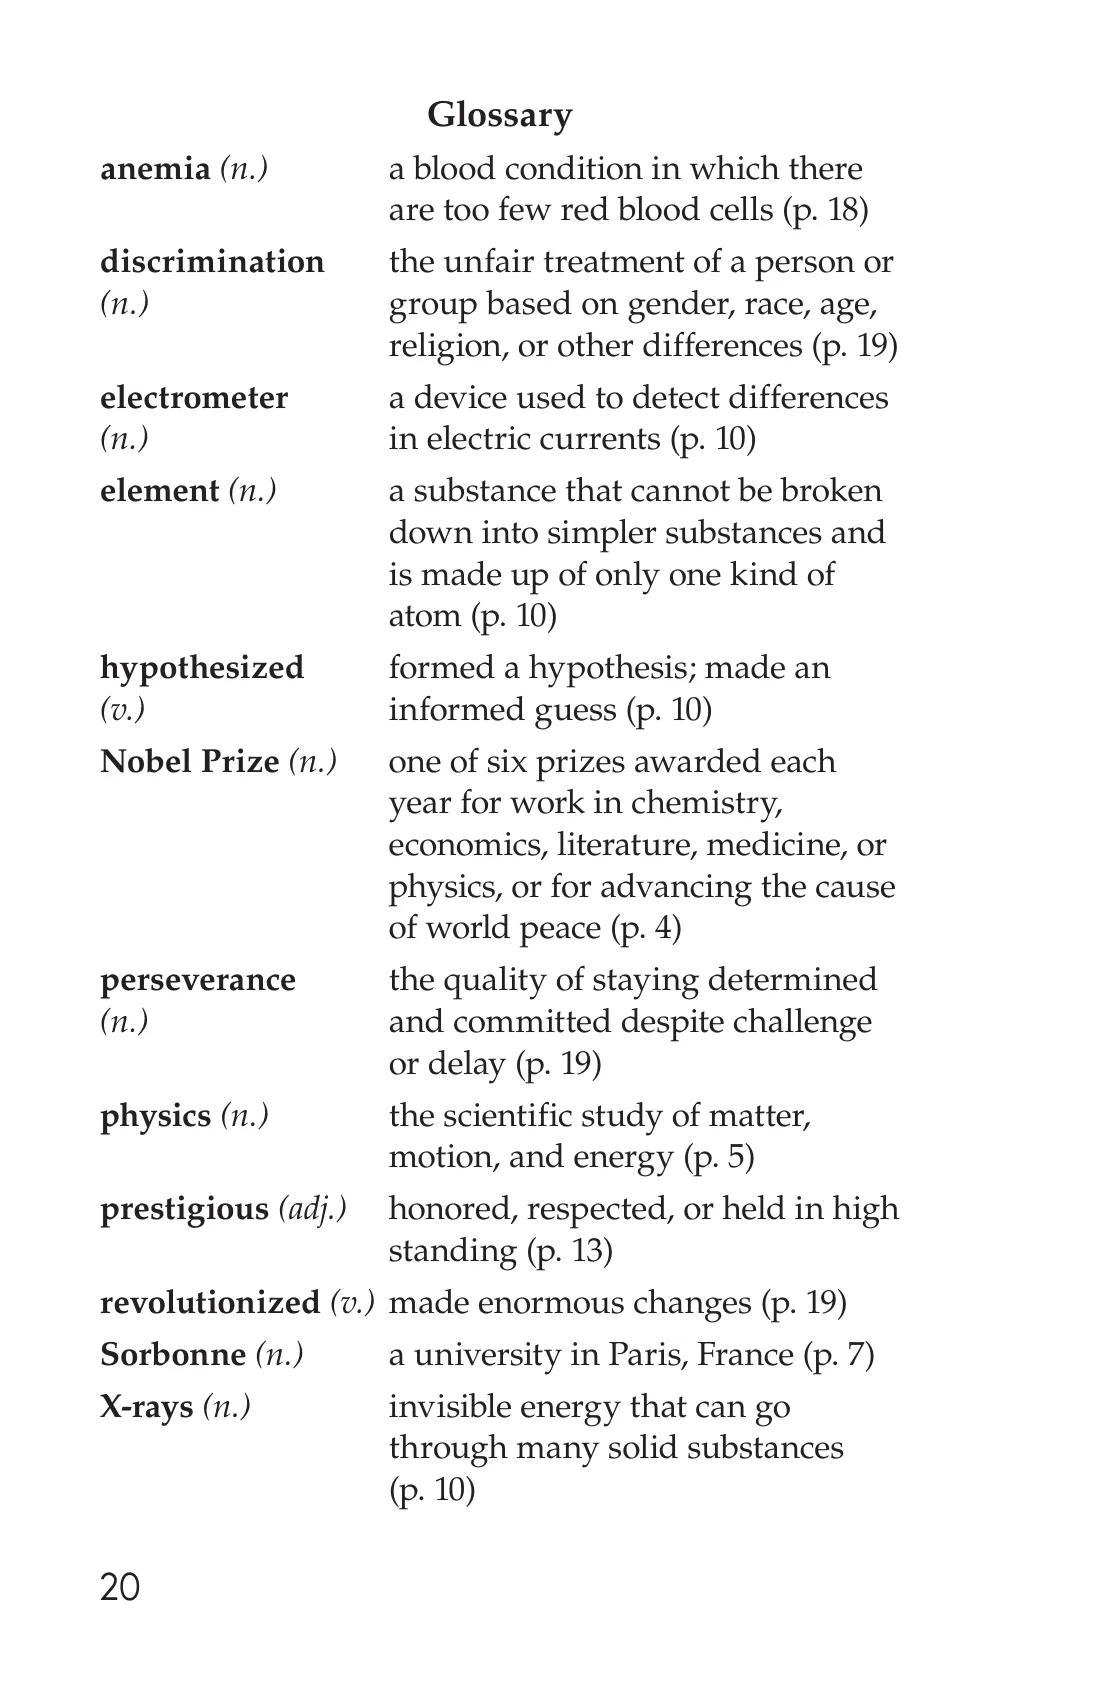 Glossary
anemia (n.) a blood condition in which there
are too few red blood cells (p. 18)
discrimination the unfair treatment of a person or
(n.) group based on gender, race, age,
religion, or other differences (p. 19)
electrometer a device used to detect differences
(n.) in electric currents (p. 10)
element (n.) a substance that cannot be broken
down into simpler substances and
is made up of only one kind of
atom (p. 10)
hypothesized formed a hypothesis; made an
(v.) informed guess (p. 10)
Nobel Prize (n.) one of six prizes awarded each
year for work in chemistry,
economics, literature, medicine, or
physics, or for advancing the cause
of world peace (p. 4)
perseverance the quality of staying determined
(n.) and committed despite challenge
or delay (p. 19)
physics (n.) the scientific study of matter,
motion, and energy (p. 5)
prestigious (adj.) honored, respected, or held in high
standing (p. 13)
revolutionized (v.) made enormous changes (p. 19)
Sorbonne (n.) a university in Paris, France (p. 7)
X-rays (n.) invisible energy that can go
through many solid substances
(p. 10)
20